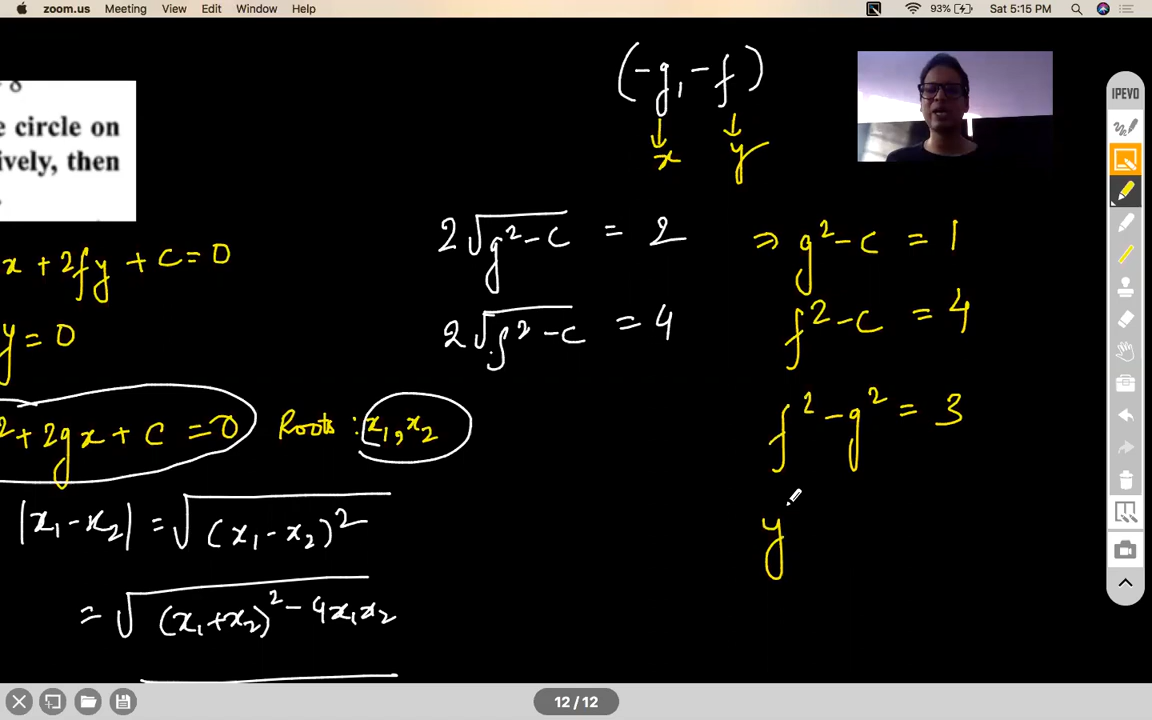 zoom.us Meeting View Edit Window Help 93% Sat 5:15 PM
(-g, -f)
x y
8
e circle on
ively, then
IPEVO
x + 2fy + c = 0
y = 0
2√(g² - c) = 2 ⇒ g² - c = 1
2√(f² - c) = 4 f² - c = 4
² + 2gx + c = 0 Roots : x₁, x₂
f² - g² = 3
|x₁ - x₂| = √(x₁ - x₂)²
y
= √(x₁ + x₂)² - 4x₁x₂
12 / 12